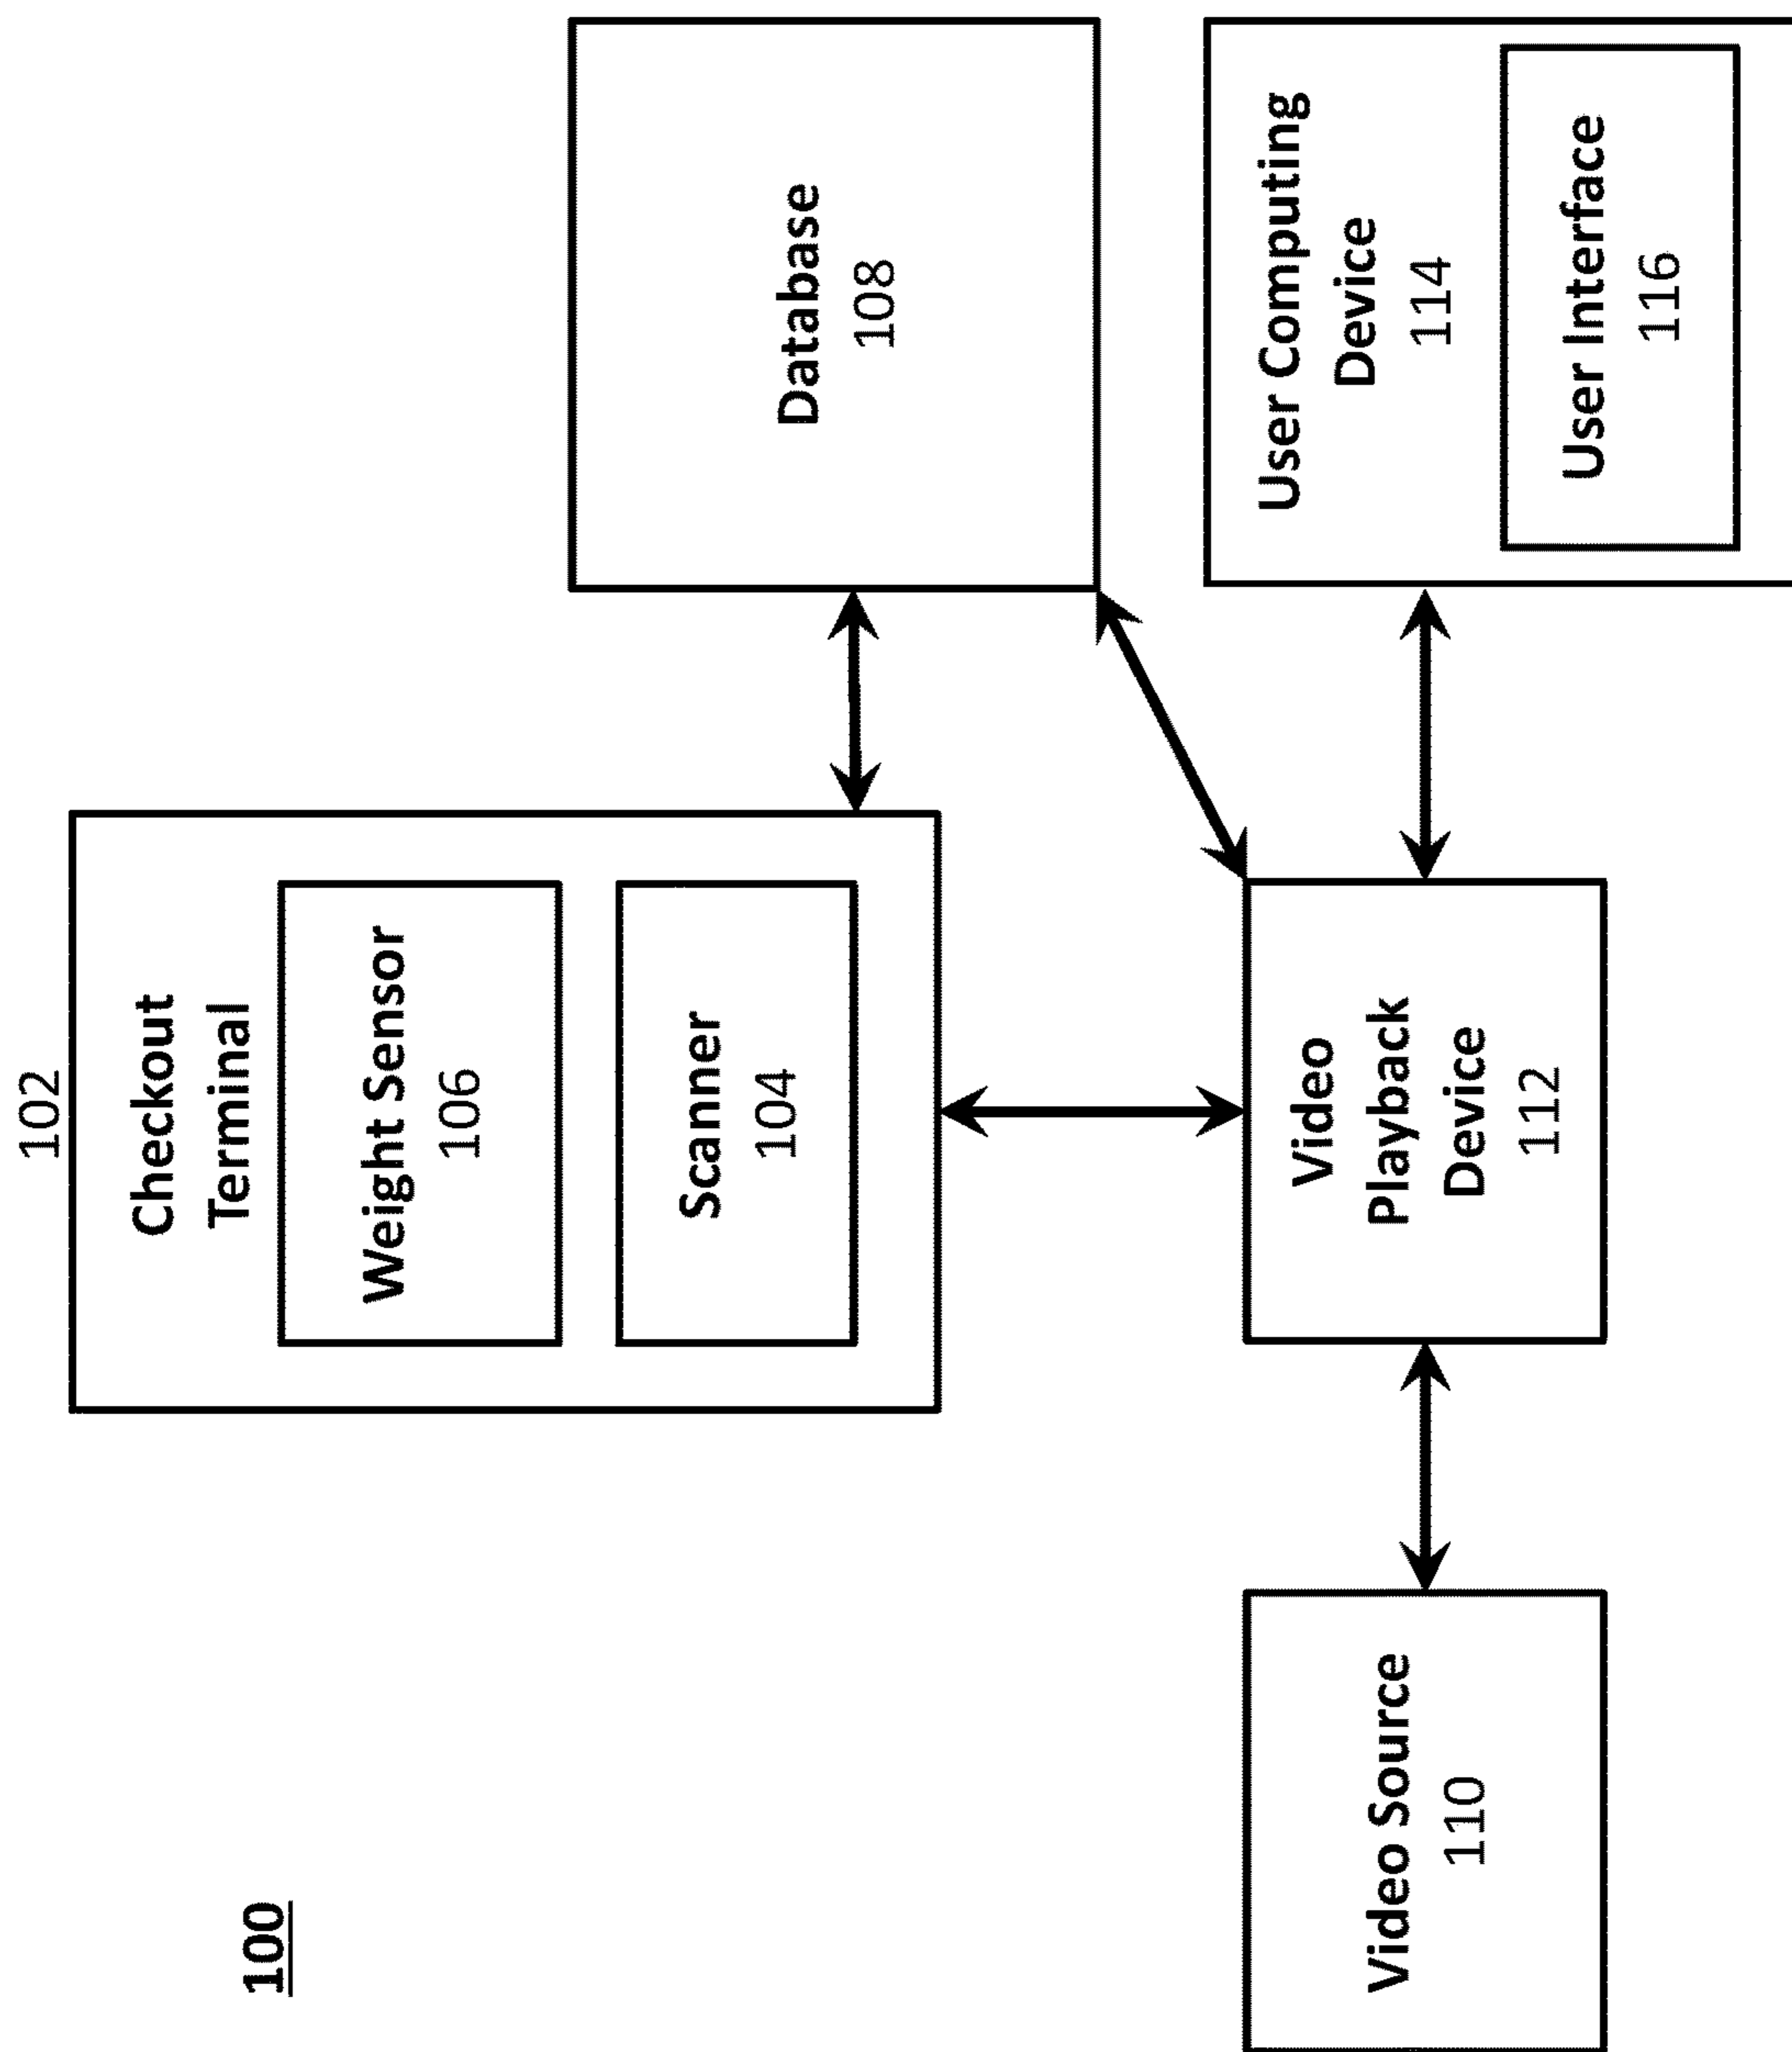 100
102
Checkout
Terminal
Weight Sensor
106
Scanner
104
Database
108
Video Source
110
Video
Playback
Device
112
User Computing
Device
114
User Interface
116